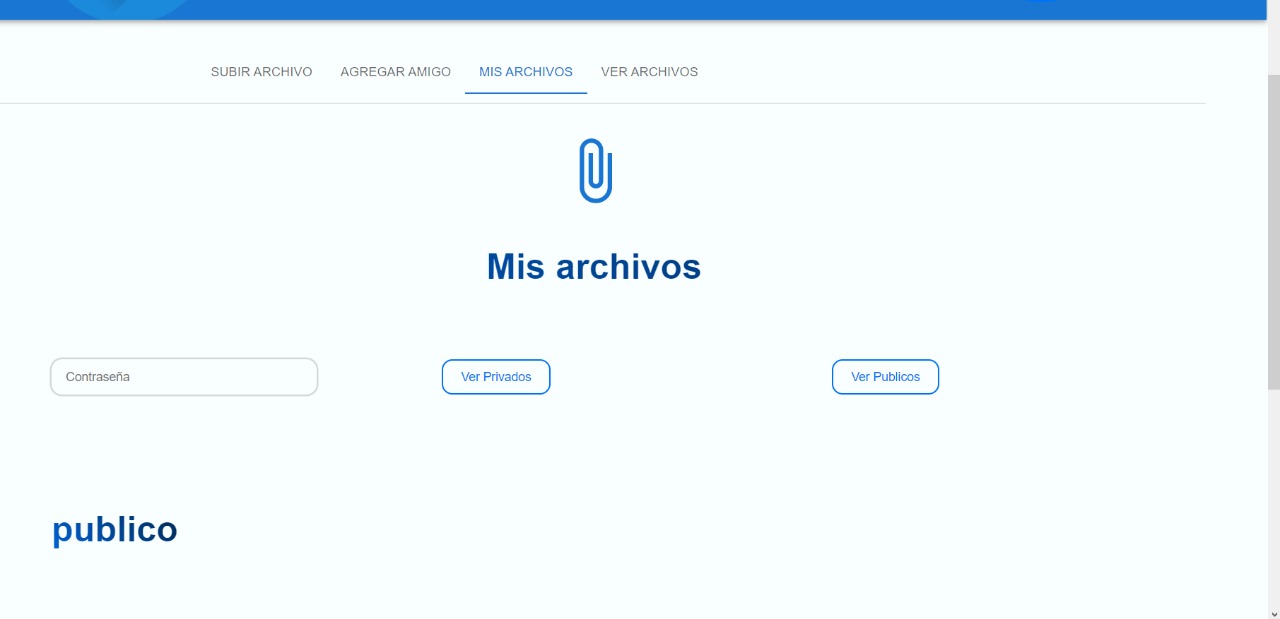 SUBIR ARCHIVO AGREGAR AMIGO MIS ARCHIVOS VER ARCHIVOS
Mis archivos
Contraseña Ver Privados Ver Publicos
publico